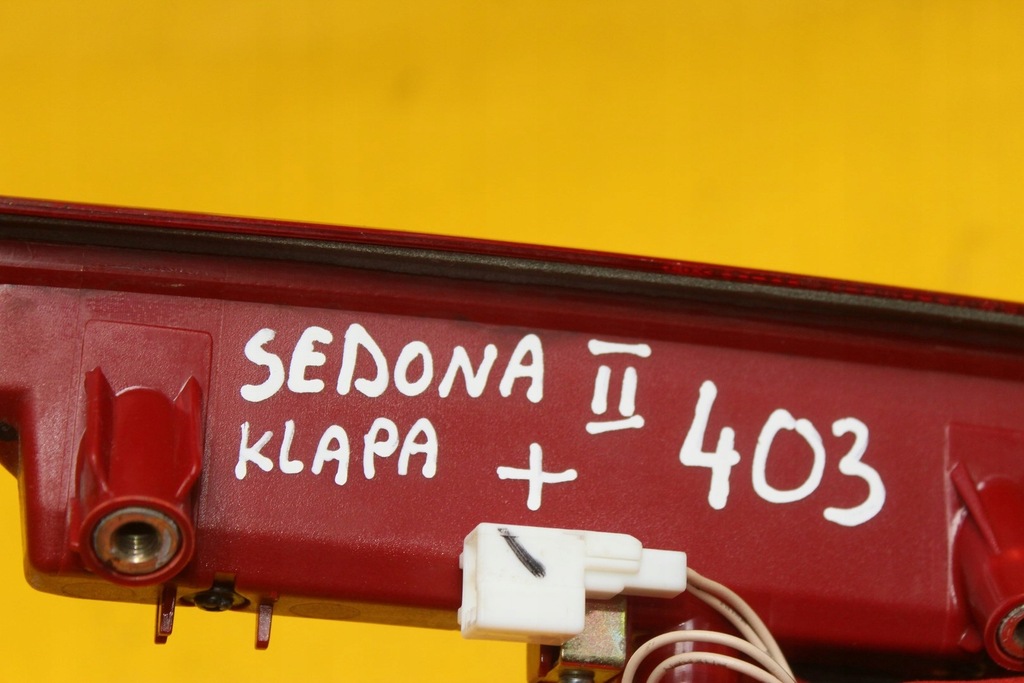 SEDONA II
KLAPA + 403